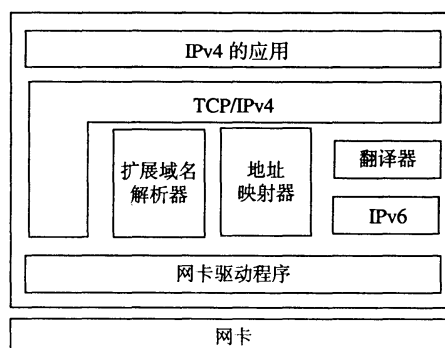 IPv4 的应用
TCP/IPv4
扩展域名
解析器
地址
映射器
翻译器
IPv6
网卡驱动程序
网卡